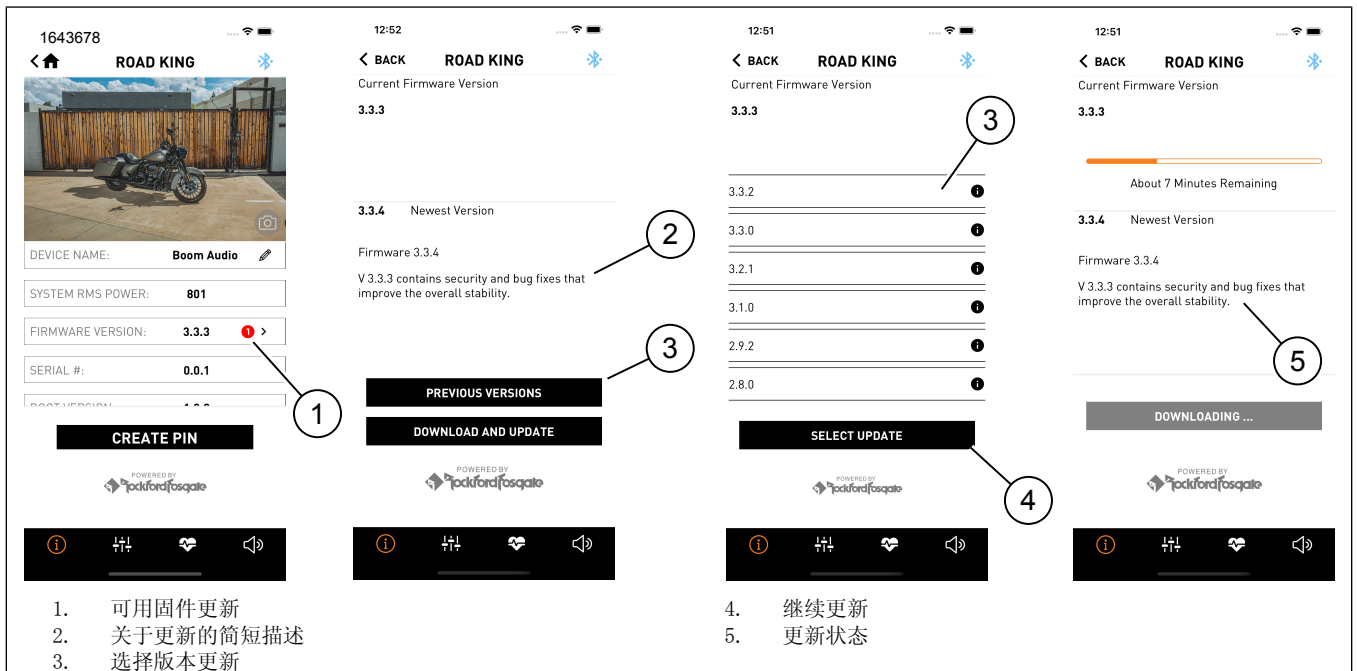 1643678
ROAD KING
DEVICE NAME: Boom Audio
SYSTEM RMS POWER: 801
FIRMWARE VERSION: 3.3.3 1
SERIAL #: 0.0.1
CREATE PIN
POWERED BY
Rockford Fosgate
1
12:52
BACK ROAD KING
Current Firmware Version
3.3.3
3.3.4 Newest Version
Firmware 3.3.4
V 3.3.3 contains security and bug fixes that
improve the overall stability.
2
3
PREVIOUS VERSIONS
DOWNLOAD AND UPDATE
POWERED BY
Rockford Fosgate
12:51
BACK ROAD KING
Current Firmware Version
3.3.3
3
3.3.2
3.3.0
3.2.1
3.1.0
2.9.2
2.8.0
SELECT UPDATE
4
POWERED BY
Rockford Fosgate
12:51
BACK ROAD KING
Current Firmware Version
3.3.3
About 7 Minutes Remaining
3.3.4 Newest Version
Firmware 3.3.4
V 3.3.3 contains security and bug fixes that
improve the overall stability.
5
DOWNLOADING ...
POWERED BY
Rockford Fosgate
1. 可用固件更新
2. 关于更新的简短描述
3. 选择版本更新
4. 继续更新
5. 更新状态